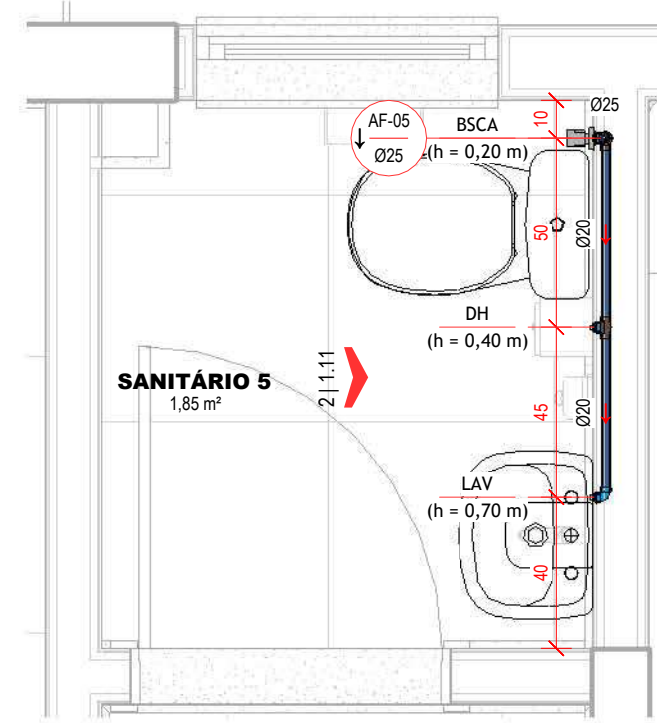 Ø25
10
AF-05
Ø25
BSCA
(h = 0,20 m)
50
Ø20
DH
(h = 0,40 m)
2 | 1.11
SANITÁRIO 5
1,85 m²
45
Ø20
LAV
(h = 0,70 m)
40